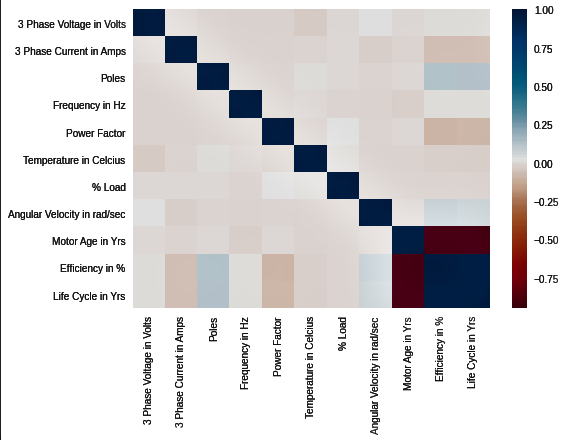 3 Phase Voltage in Volts
3 Phase Current in Amps
Poles
Frequency in Hz
Power Factor
Temperature in Celcius
% Load
Angular Velocity in rad/sec
Motor Age in Yrs
Efficiency in %
Life Cycle in Yrs
3 Phase Voltage in Volts
3 Phase Current in Amps
Poles
Frequency in Hz
Power Factor
Temperature in Celcius
% Load
Angular Velocity in rad/sec
Motor Age in Yrs
Efficiency in %
Life Cycle in Yrs
1.00
0.75
0.50
0.25
0.00
−0.25
−0.50
−0.75